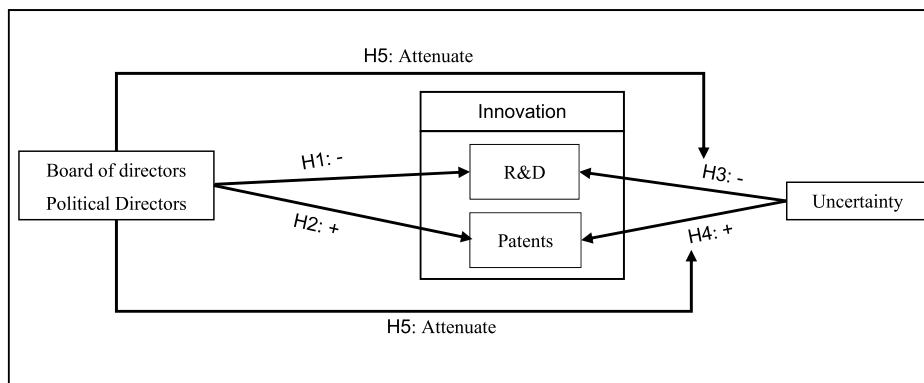 H5: Attenuate
Innovation
Board of directors
Political Directors
H1: -
H2: +
R&D
Patents
H3: -
H4: +
Uncertainty
H5: Attenuate